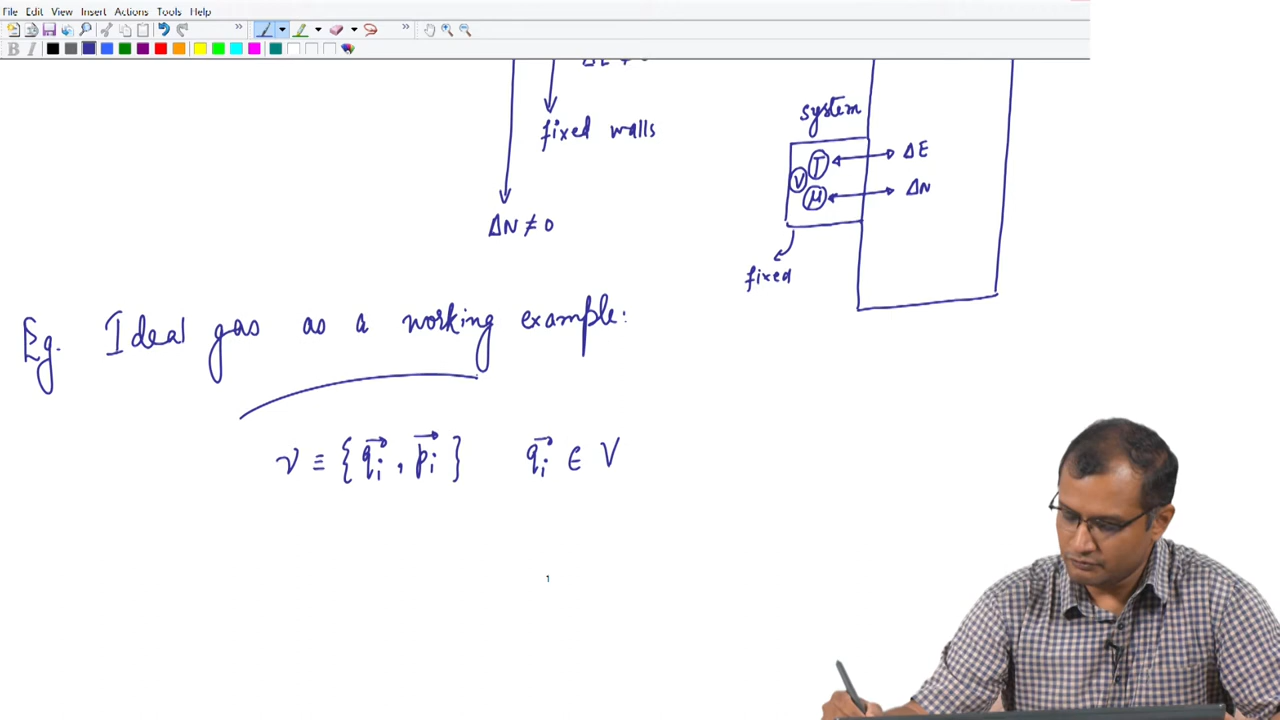 File Edit View Insert Actions Tools Help
B I
fixed walls
ΔN ≠ 0
system
T
V
μ
ΔE
ΔN
fixed
Eg. Ideal gas as a working example:
ν ≡ {q⃗ᵢ, p⃗ᵢ} q⃗ᵢ ∈ V
1